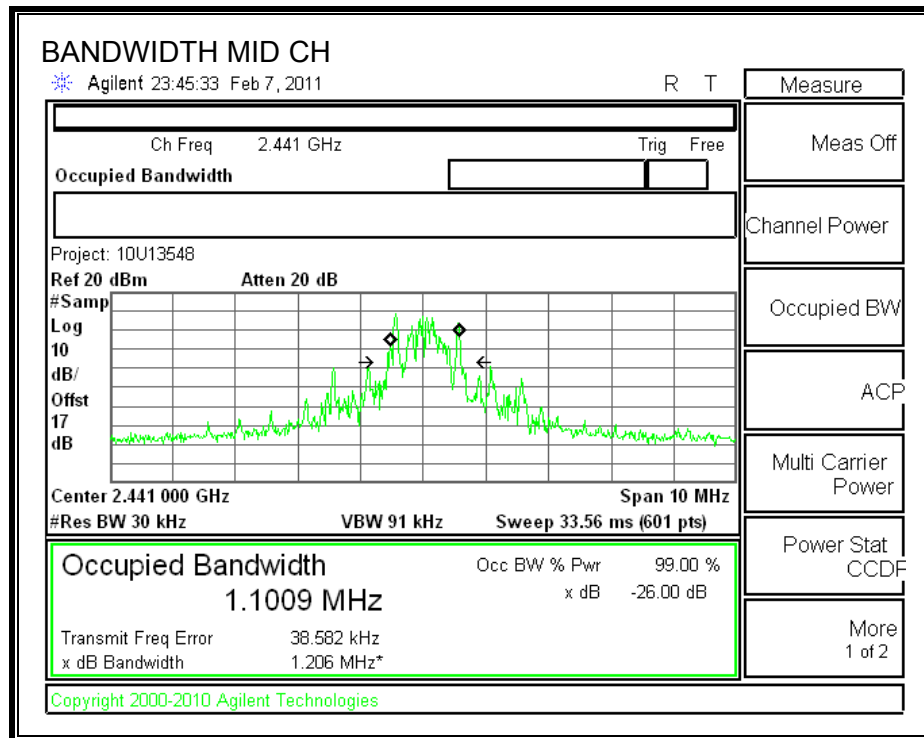 BANDWIDTH MID CH
Agilent 23:45:33 Feb 7, 2011 R T
Ch Freq 2.441 GHz Trig Free
Occupied Bandwidth
Project: 10U13548
Ref 20 dBm Atten 20 dB
#Samp
Log
10
dB/
Offst
17
dB
Center 2.441 000 GHz Span 10 MHz
#Res BW 30 kHz VBW 91 kHz Sweep 33.56 ms (601 pts)
Occupied Bandwidth Occ BW % Pwr 99.00 %
1.1009 MHz x dB -26.00 dB
Transmit Freq Error 38.582 kHz
x dB Bandwidth 1.206 MHz*
Copyright 2000-2010 Agilent Technologies
Measure
Meas Off
Channel Power
Occupied BW
ACP
Multi Carrier
Power
Power Stat
CCDF
More
1 of 2